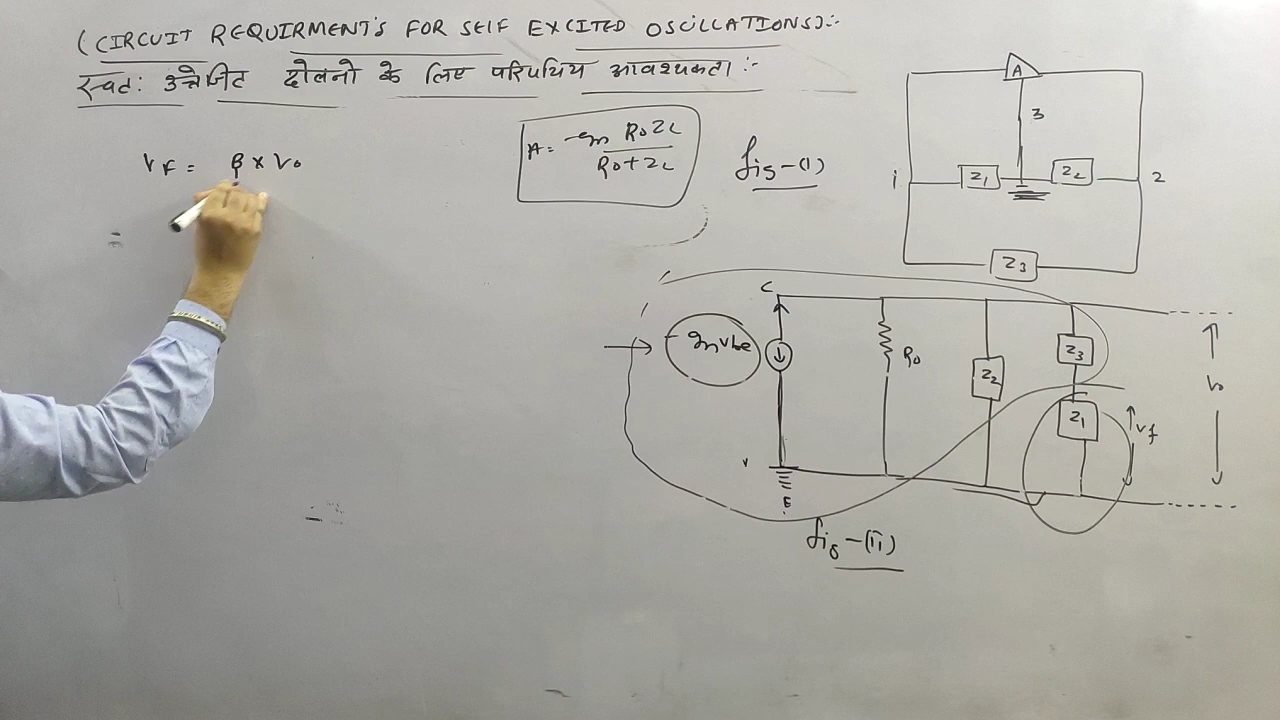 (CIRCUIT REQUIRMENT'S FOR SELF EXCITED OSCILLATIONS):-
स्वतः उत्तेजित दोलनो के लिए परिपथिय आवश्यकता :-
VF = β × Vo
=
A = -gm Ro ZL
Ro + ZL
fig-(1)
A
3
1
Z1
Z2
2
Z3
C
gmVbe
Ro
Z2
Z3
Z1
Vf
Vo
E
fig-(ii)